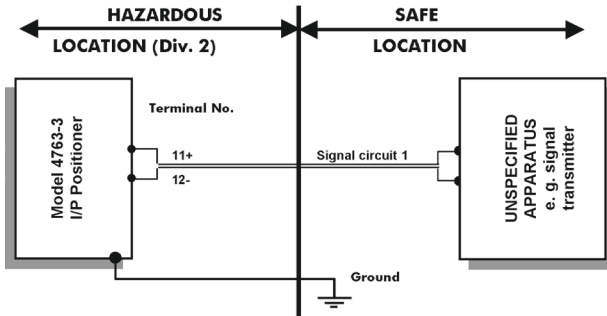 HAZARDOUS
LOCATION (Div. 2)
SAFE
LOCATION
Model 4763-3
I/P Positioner
Terminal No.
11+
12-
Signal circuit 1
UNSPECIFIED
APPARATUS
e. g. signal
transmitter
Ground